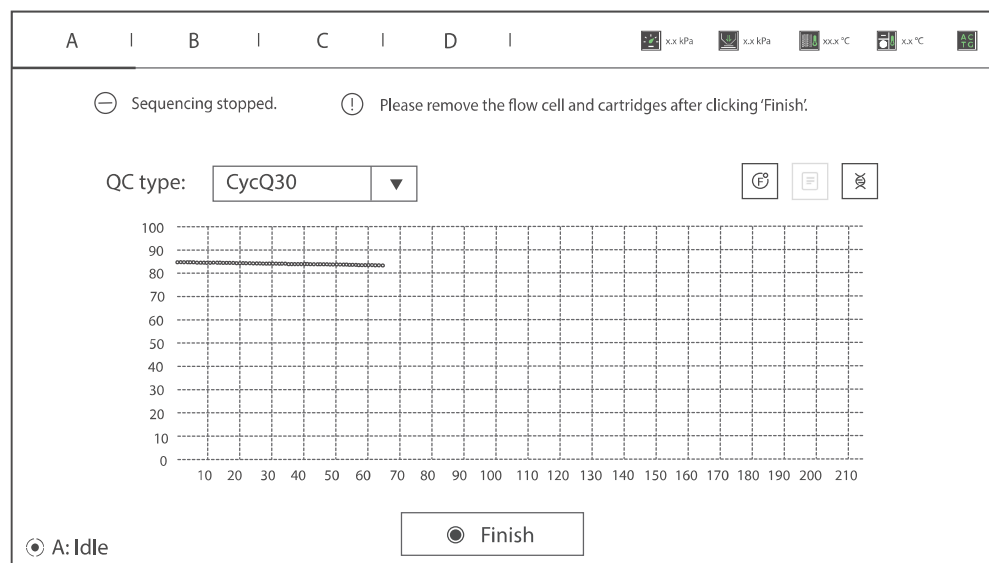 A | B | C | D | x.x kPa x.x kPa xx.x °C x.x °C AC
TG
Sequencing stopped. Please remove the flow cell and cartridges after clicking 'Finish'.
QC type: CycQ30 F
100
90
80
70
60
50
40
30
20
10
0
10 20 30 40 50 60 70 80 90 100 110 120 130 140 150 160 170 180 190 200 210
Finish
A: Idle